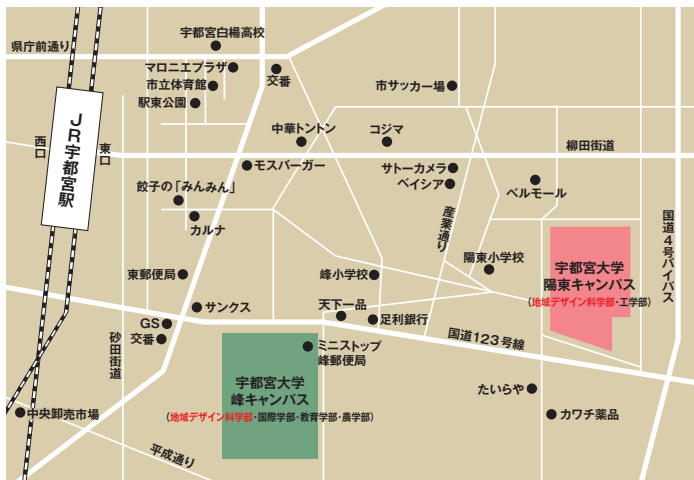 宇都宮白楊高校
県庁前通り
マロニエプラザ
交番
市立体育館
市サッカー場
駅東公園
JR宇都宮駅
西口
東口
中華トントン
コジマ
柳田街道
モスバーガー
サトーカメラ
ベイシア
ベルモール
餃子の「みんみん」
カルナ
産業通り
国道4号バイパス
陽東小学校
宇都宮大学
陽東キャンパス
(地域デザイン科学部・工学部)
東郵便局
峰小学校
サンクス
天下一品
足利銀行
GS
交番
砂田街道
国道123号線
ミニストップ
峰郵便局
宇都宮大学
峰キャンパス
(地域デザイン科学部・国際学部・教育学部・農学部)
たいらや
カワチ薬品
中央卸売市場
平成通り